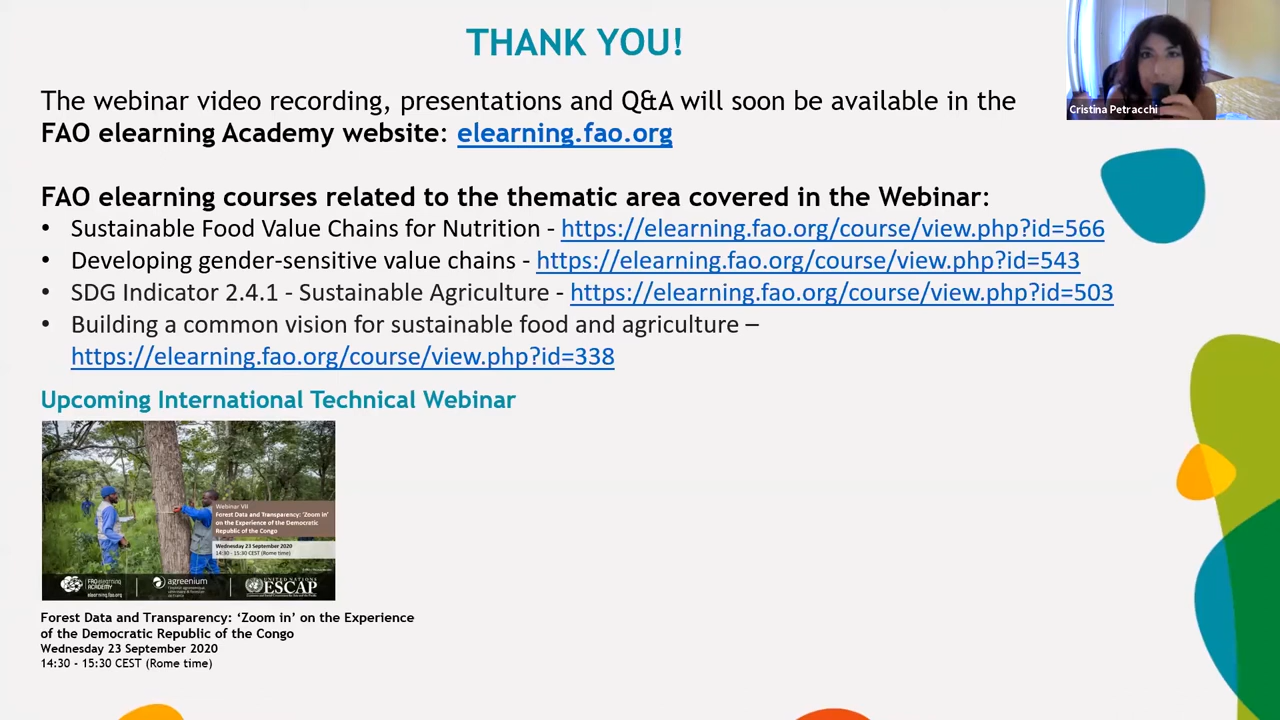 THANK YOU!
Cristina Petracchi
The webinar video recording, presentations and Q&A will soon be available in the
FAO elearning Academy website: elearning.fao.org
FAO elearning courses related to the thematic area covered in the Webinar:
• Sustainable Food Value Chains for Nutrition - https://elearning.fao.org/course/view.php?id=566
• Developing gender-sensitive value chains - https://elearning.fao.org/course/view.php?id=543
• SDG Indicator 2.4.1 - Sustainable Agriculture - https://elearning.fao.org/course/view.php?id=503
• Building a common vision for sustainable food and agriculture –
https://elearning.fao.org/course/view.php?id=338
Upcoming International Technical Webinar
Webinar VII
Forest Data and Transparency: 'Zoom in'
on the Experience of the Democratic
Republic of the Congo
Wednesday 23 September 2020
14:30 - 15:30 CEST (Rome time)
FAO elearning
ACADEMY
elearning.fao.org
agreenium
UNITED NATIONS
ESCAP
Forest Data and Transparency: ‘Zoom in’ on the Experience
of the Democratic Republic of the Congo
Wednesday 23 September 2020
14:30 - 15:30 CEST (Rome time)